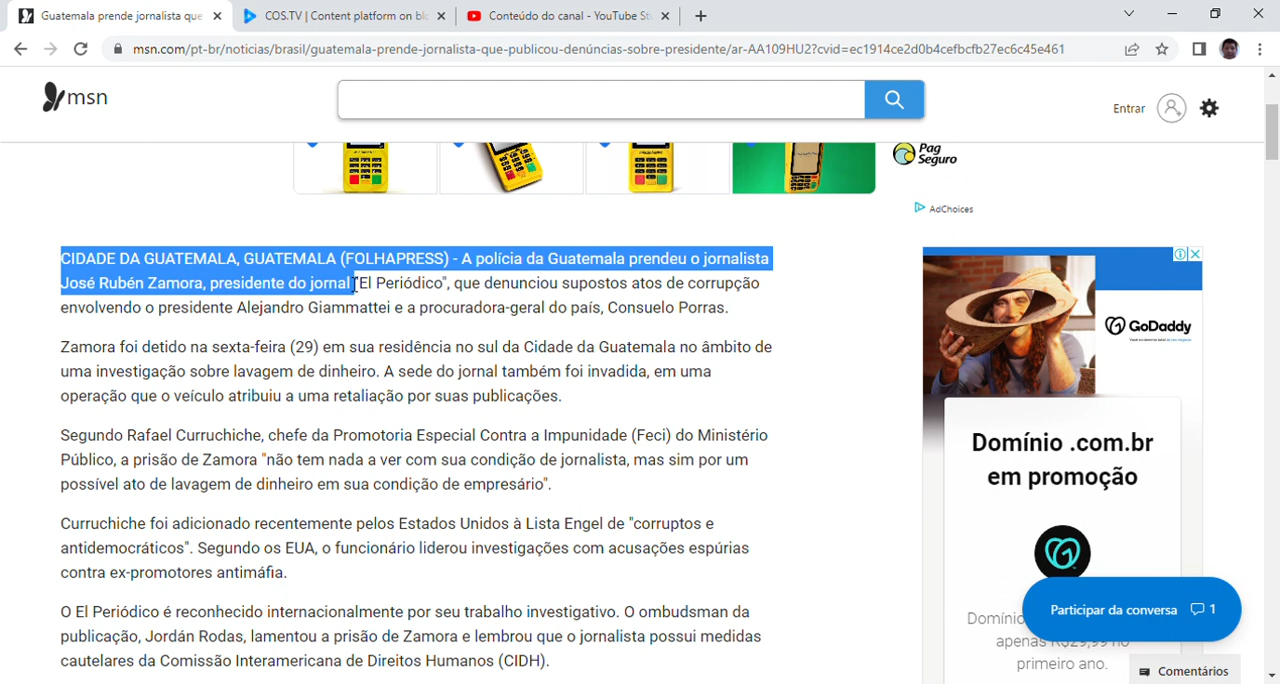 Guatemala prende jornalista que
COS.TV | Content platform on bl
Conteúdo do canal - YouTube St
msn.com/pt-br/noticias/brasil/guatemala-prende-jornalista-que-publicou-denúncias-sobre-presidente/ar-AA109HU2?cvid=ec1914ce2d0b4cefbcfb27ec6c45e461
msn
Entrar
Pag
Seguro
AdChoices
CIDADE DA GUATEMALA, GUATEMALA (FOLHAPRESS) - A polícia da Guatemala prendeu o jornalista
José Rubén Zamora, presidente do jornal "El Periódico", que denunciou supostos atos de corrupção
envolvendo o presidente Alejandro Giammattei e a procuradora-geral do país, Consuelo Porras.
Zamora foi detido na sexta-feira (29) em sua residência no sul da Cidade da Guatemala no âmbito de
uma investigação sobre lavagem de dinheiro. A sede do jornal também foi invadida, em uma
operação que o veículo atribuiu a uma retaliação por suas publicações.
Segundo Rafael Curruchiche, chefe da Promotoria Especial Contra a Impunidade (Feci) do Ministério
Público, a prisão de Zamora "não tem nada a ver com sua condição de jornalista, mas sim por um
possível ato de lavagem de dinheiro em sua condição de empresário".
Curruchiche foi adicionado recentemente pelos Estados Unidos à Lista Engel de "corruptos e
antidemocráticos". Segundo os EUA, o funcionário liderou investigações com acusações espúrias
contra ex-promotores antimáfia.
O El Periódico é reconhecido internacionalmente por seu trabalho investigativo. O ombudsman da
publicação, Jordán Rodas, lamentou a prisão de Zamora e lembrou que o jornalista possui medidas
cautelares da Comissão Interamericana de Direitos Humanos (CIDH).
GoDaddy
Domínio .com.br
em promoção
Participar da conversa 1
Domínio
apenas R$29,99 no
primeiro ano.
Comentários